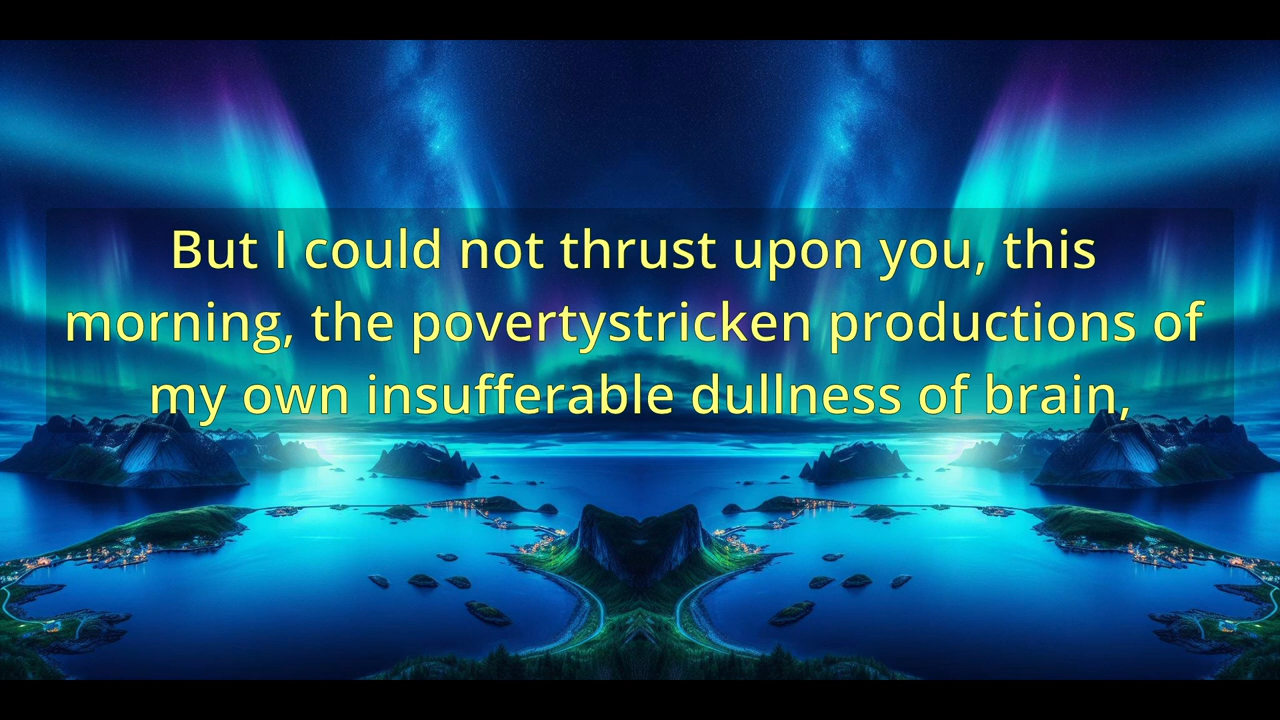 But I could not thrust upon you, this
morning, the povertystricken productions of
my own insufferable dullness of brain,